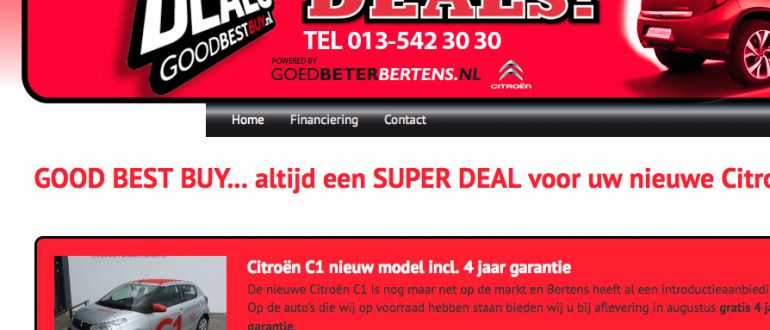 DEALS
GOODBESTBUY.nl
DEALS!
TEL 013-542 30 30
POWERED BY
GOEDBETERBERTENS.NL
CITROËN
Home Financiering Contact
GOOD BEST BUY... altijd een SUPER DEAL voor uw nieuwe Citro
Citroën C1 nieuw model incl. 4 jaar garantie
De nieuwe Citroën C1 is nog maar net op de markt en Bertens heeft al een introductieaanbiedi
Op de auto's die wij op voorraad hebben staan bieden wij u bij aflevering in augustus gratis 4 j
garantie.
C1